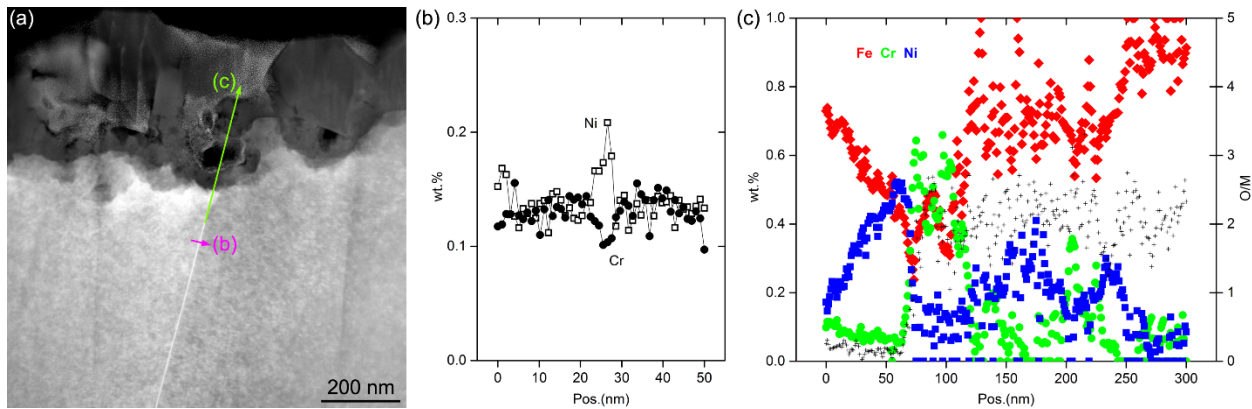 (a)
(c)
(b)
200 nm
(b)
0.3
0.2
0.1
0.0
wt.%
Ni
Cr
0 10 20 30 40 50
Pos.(nm)
(c)
1.0
0.8
0.6
0.4
0.2
0.0
wt.%
Fe Cr Ni
5
4
3
2
1
0
O/M
0 50 100 150 200 250 300
Pos.(nm)